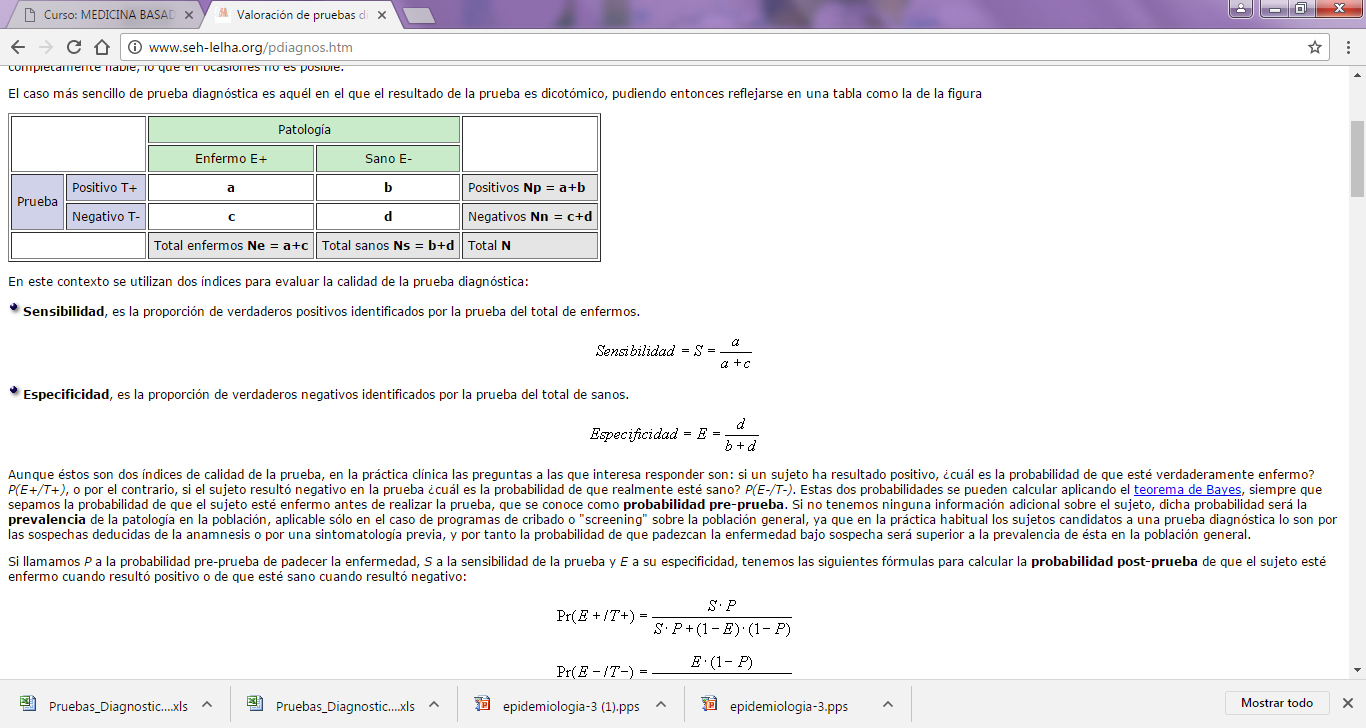 Curso: MEDICINA BASAD
Valoración de pruebas di
www.seh-lelha.org/pdiagnos.htm
completamente fiable, lo que en ocasiones no es posible.
El caso más sencillo de prueba diagnóstica es aquél en el que el resultado de la prueba es dicotómico, pudiendo entonces reflejarse en una tabla como la de la figura
Patología
Enfermo E+ Sano E-
Prueba Positivo T+ a b Positivos Np = a+b
Negativo T- c d Negativos Nn = c+d
Total enfermos Ne = a+c Total sanos Ns = b+d Total N
En este contexto se utilizan dos índices para evaluar la calidad de la prueba diagnóstica:
Sensibilidad, es la proporción de verdaderos positivos identificados por la prueba del total de enfermos.
Sensibilidad = S = a / a + c
Especificidad, es la proporción de verdaderos negativos identificados por la prueba del total de sanos.
Especificidad = E = d / b + d
Aunque éstos son dos índices de calidad de la prueba, en la práctica clínica las preguntas a las que interesa responder son: si un sujeto ha resultado positivo, ¿cuál es la probabilidad de que esté verdaderamente enfermo?
P(E+/T+), o por el contrario, si el sujeto resultó negativo en la prueba ¿cuál es la probabilidad de que realmente esté sano? P(E-/T-). Estas dos probabilidades se pueden calcular aplicando el teorema de Bayes, siempre que
sepamos la probabilidad de que el sujeto esté enfermo antes de realizar la prueba, que se conoce como probabilidad pre-prueba. Si no tenemos ninguna información adicional sobre el sujeto, dicha probabilidad será la
prevalencia de la patología en la población, aplicable sólo en el caso de programas de cribado o "screening" sobre la población general, ya que en la práctica habitual los sujetos candidatos a una prueba diagnóstica lo son por
las sospechas deducidas de la anamnesis o por una sintomatología previa, y por tanto la probabilidad de que padezcan la enfermedad bajo sospecha será superior a la prevalencia de ésta en la población general.
Si llamamos P a la probabilidad pre-prueba de padecer la enfermedad, S a la sensibilidad de la prueba y E a su especificidad, tenemos las siguientes fórmulas para calcular la probabilidad post-prueba de que el sujeto esté
enfermo cuando resultó positivo o de que esté sano cuando resultó negativo:
Pr(E + /T+) = S· P / S· P + (1 − E)· (1 − P)
Pr(E − /T−) = E· (1 − P)
Pruebas_Diagnostic....xls
Pruebas_Diagnostic....xls
epidemiologia-3 (1).pps
epidemiologia-3.pps
Mostrar todo